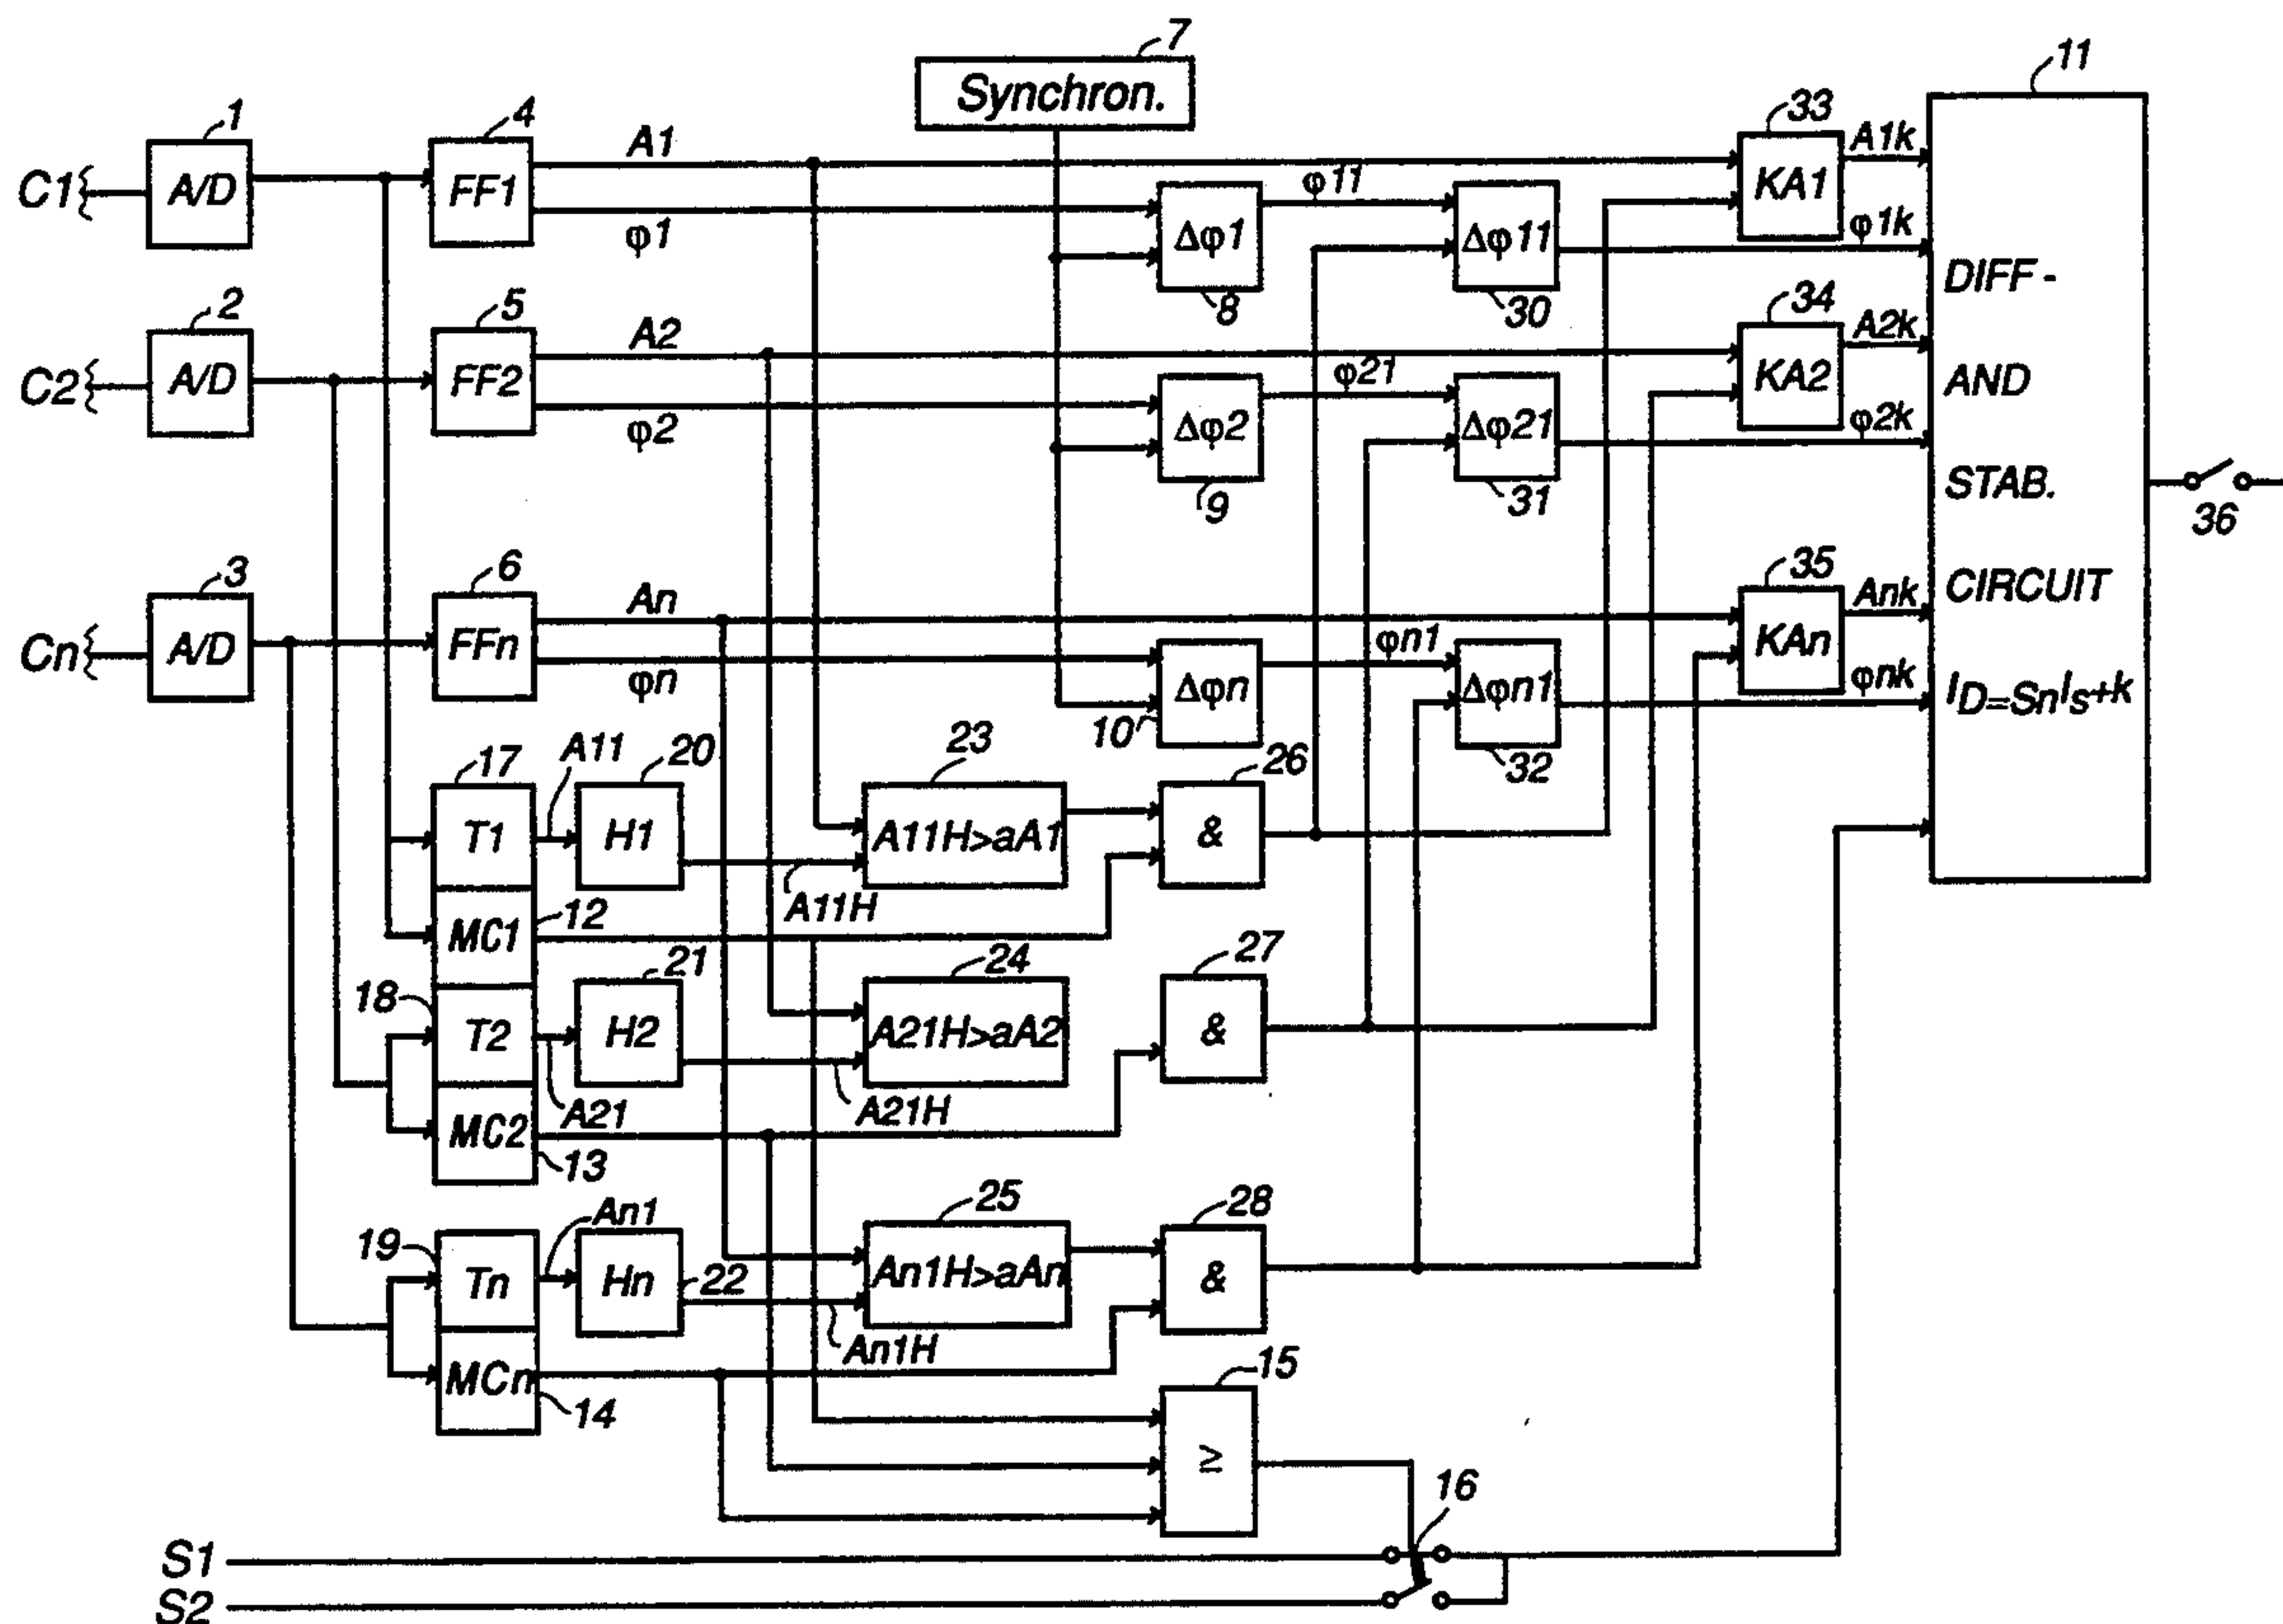 7
Synchron.
11
1
4
A1
33
A1k
C1
A/D
FF1
φ1
Δφ1
φ11
Δφ11
KA1
φ1k
8
30
DIFF -
2
5
A2
34
A2k
C2
A/D
FF2
φ2
Δφ2
φ21
Δφ21
KA2
AND
φ2k
9
31
STAB.
36
3
6
An
35
Ank
CIRCUIT
Cn
A/D
FFn
φn
Δφn
φn1
Δφn1
KAn
φnk
ID=SnIs+k
10
32
17
A11
20
23
26
T1
H1
A11H>aA1
&
A11H
MC1
12
21
24
27
18
T2
H2
A21H>aA2
&
A21
A21H
MC2
13
An1
25
28
19
Tn
Hn
22
An1H>aAn
&
An1H
MCn
14
15
≥
16
S1
S2